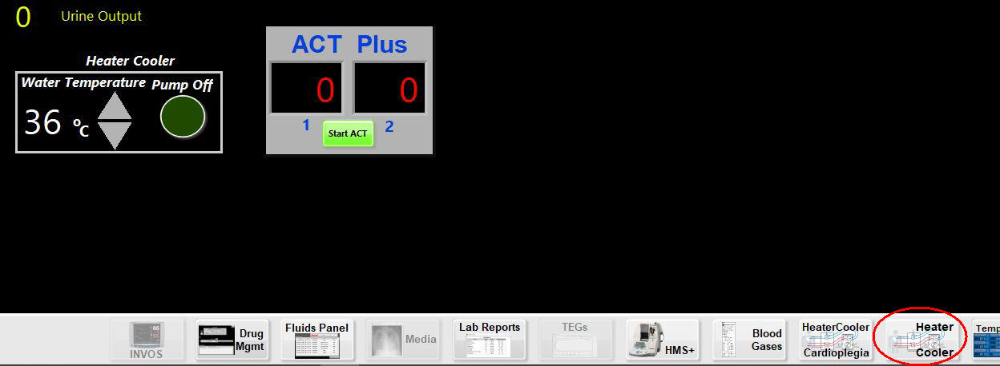 0 Urine Output
ACT Plus
Heater Cooler
Water Temperature Pump Off
36 °C
0 0
1 2
Start ACT
INVOS
Drug
Mgmt
Fluids Panel
Media
Lab Reports
TEGs
HMS+
Blood
Gases
HeaterCooler
Cardioplegia
Heater
Cooler
Temp